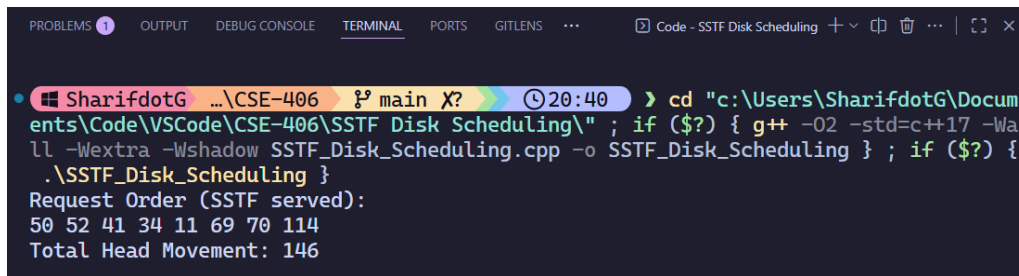 PROBLEMS 1 OUTPUT DEBUG CONSOLE TERMINAL PORTS GITLENS ··· Code - SSTF Disk Scheduling
SharifdotG …\CSE-406 main ✗? 20:40 ❯ cd "c:\Users\SharifdotG\Docum
ents\Code\VSCode\CSE-406\SSTF Disk Scheduling\" ; if ($?) { g++ -O2 -std=c++17 -Wa
ll -Wextra -Wshadow SSTF_Disk_Scheduling.cpp -o SSTF_Disk_Scheduling } ; if ($?) {
.\SSTF_Disk_Scheduling }
Request Order (SSTF served):
50 52 41 34 11 69 70 114
Total Head Movement: 146